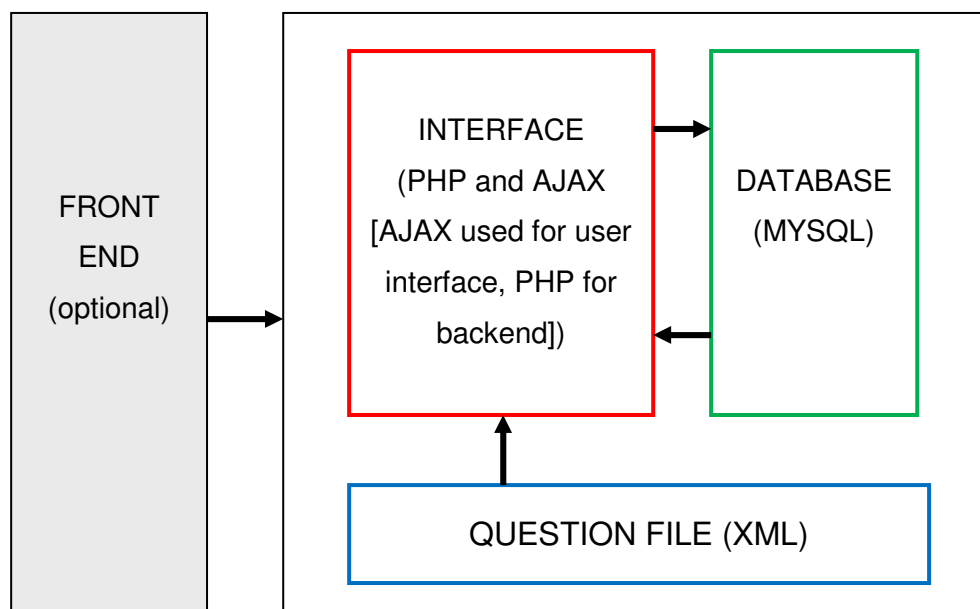 FRONT
END
(optional)
INTERFACE
(PHP and AJAX
[AJAX used for user
interface, PHP for
backend])
DATABASE
(MYSQL)
QUESTION FILE (XML)